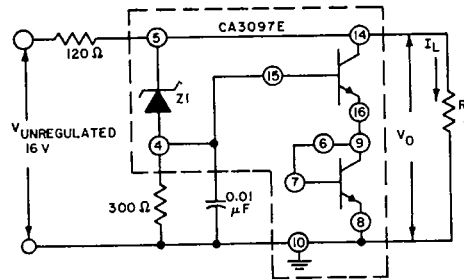 CA3097E
5
14
120 Ω
I_L
Z1
15
16
R
V_UNREGULATED
16 V
4
6
9
V_O
7
300 Ω
0.01
μF
8
10